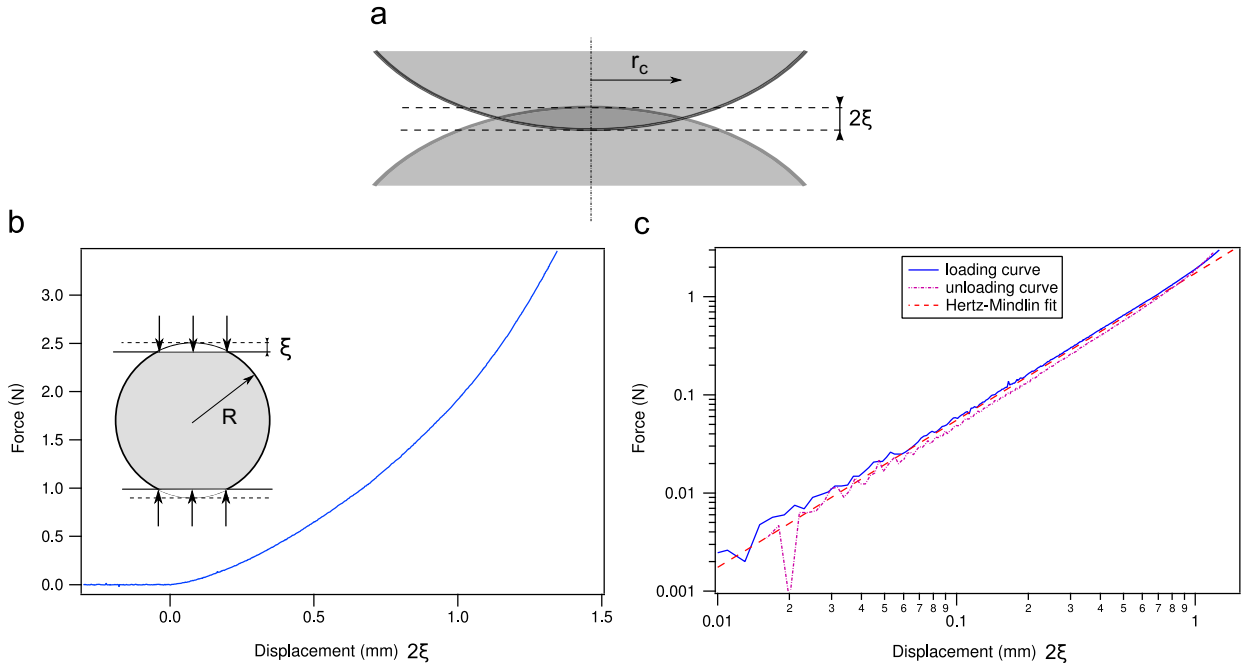 a
r_c
2ξ
b
Force (N)
3.0
2.5
2.0
1.5
1.0
0.5
0.0
ξ
R
0.0
0.5
1.0
1.5
Displacement (mm) 2ξ
c
loading curve
unloading curve
Hertz-Mindlin fit
Force (N)
1
0.1
0.01
0.001
2 3 4 5 6 7 8 9 2 3 4 5 6 7 8 9
0.01 0.1 1
Displacement (mm) 2ξ